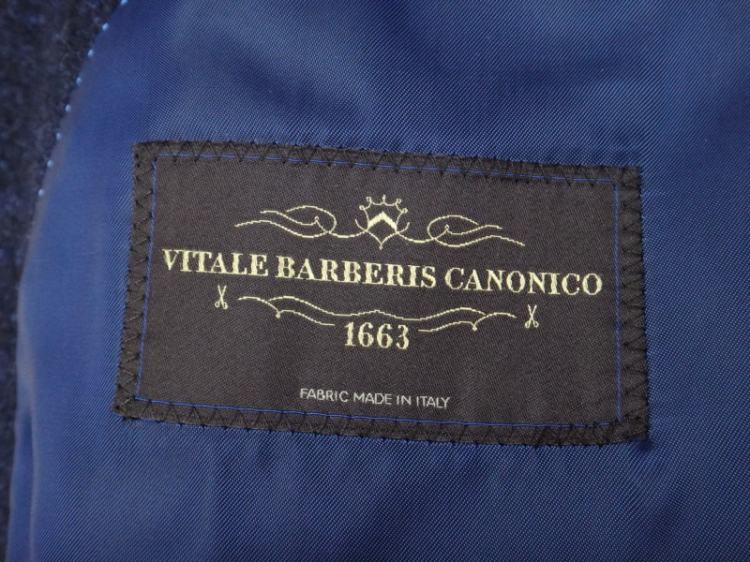 VITALE BARBERIS CANONICO
1663
FABRIC MADE IN ITALY